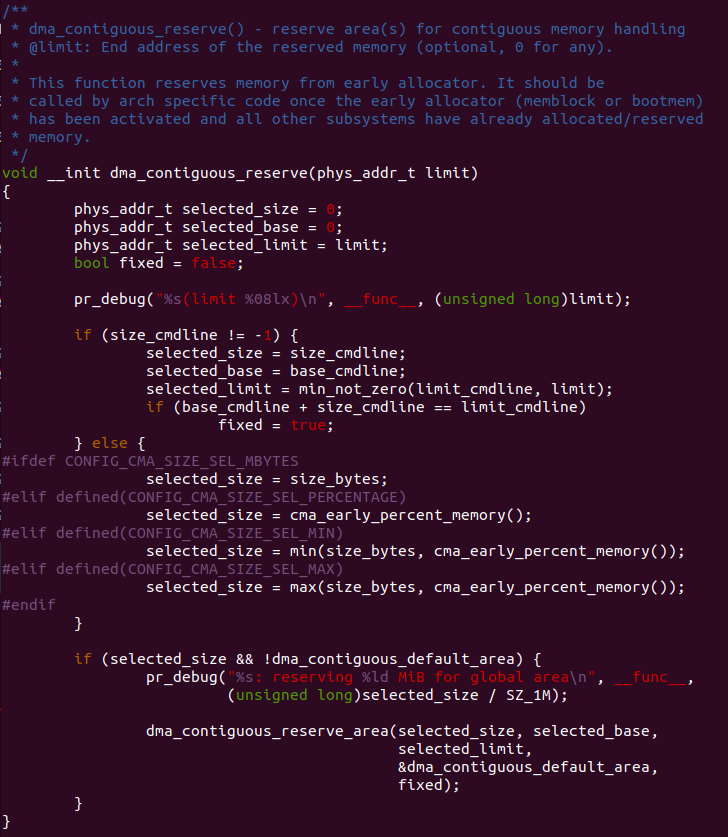 /**
 * dma_contiguous_reserve() - reserve area(s) for contiguous memory handling
 * @limit: End address of the reserved memory (optional, 0 for any).
 *
 * This function reserves memory from early allocator. It should be
 * called by arch specific code once the early allocator (memblock or bootmem)
 * has been activated and all other subsystems have already allocated/reserved
 * memory.
 */
void __init dma_contiguous_reserve(phys_addr_t limit)
{
        phys_addr_t selected_size = 0;
        phys_addr_t selected_base = 0;
        phys_addr_t selected_limit = limit;
        bool fixed = false;

        pr_debug("%s(limit %08lx)\n", __func__, (unsigned long)limit);

        if (size_cmdline != -1) {
                selected_size = size_cmdline;
                selected_base = base_cmdline;
                selected_limit = min_not_zero(limit_cmdline, limit);
                if (base_cmdline + size_cmdline == limit_cmdline)
                        fixed = true;
        } else {
#ifdef CONFIG_CMA_SIZE_SEL_MBYTES
                selected_size = size_bytes;
#elif defined(CONFIG_CMA_SIZE_SEL_PERCENTAGE)
                selected_size = cma_early_percent_memory();
#elif defined(CONFIG_CMA_SIZE_SEL_MIN)
                selected_size = min(size_bytes, cma_early_percent_memory());
#elif defined(CONFIG_CMA_SIZE_SEL_MAX)
                selected_size = max(size_bytes, cma_early_percent_memory());
#endif
        }

        if (selected_size && !dma_contiguous_default_area) {
                pr_debug("%s: reserving %ld MiB for global area\n", __func__,
                         (unsigned long)selected_size / SZ_1M);

                dma_contiguous_reserve_area(selected_size, selected_base,
                                            selected_limit,
                                            &dma_contiguous_default_area,
                                            fixed);
        }
}